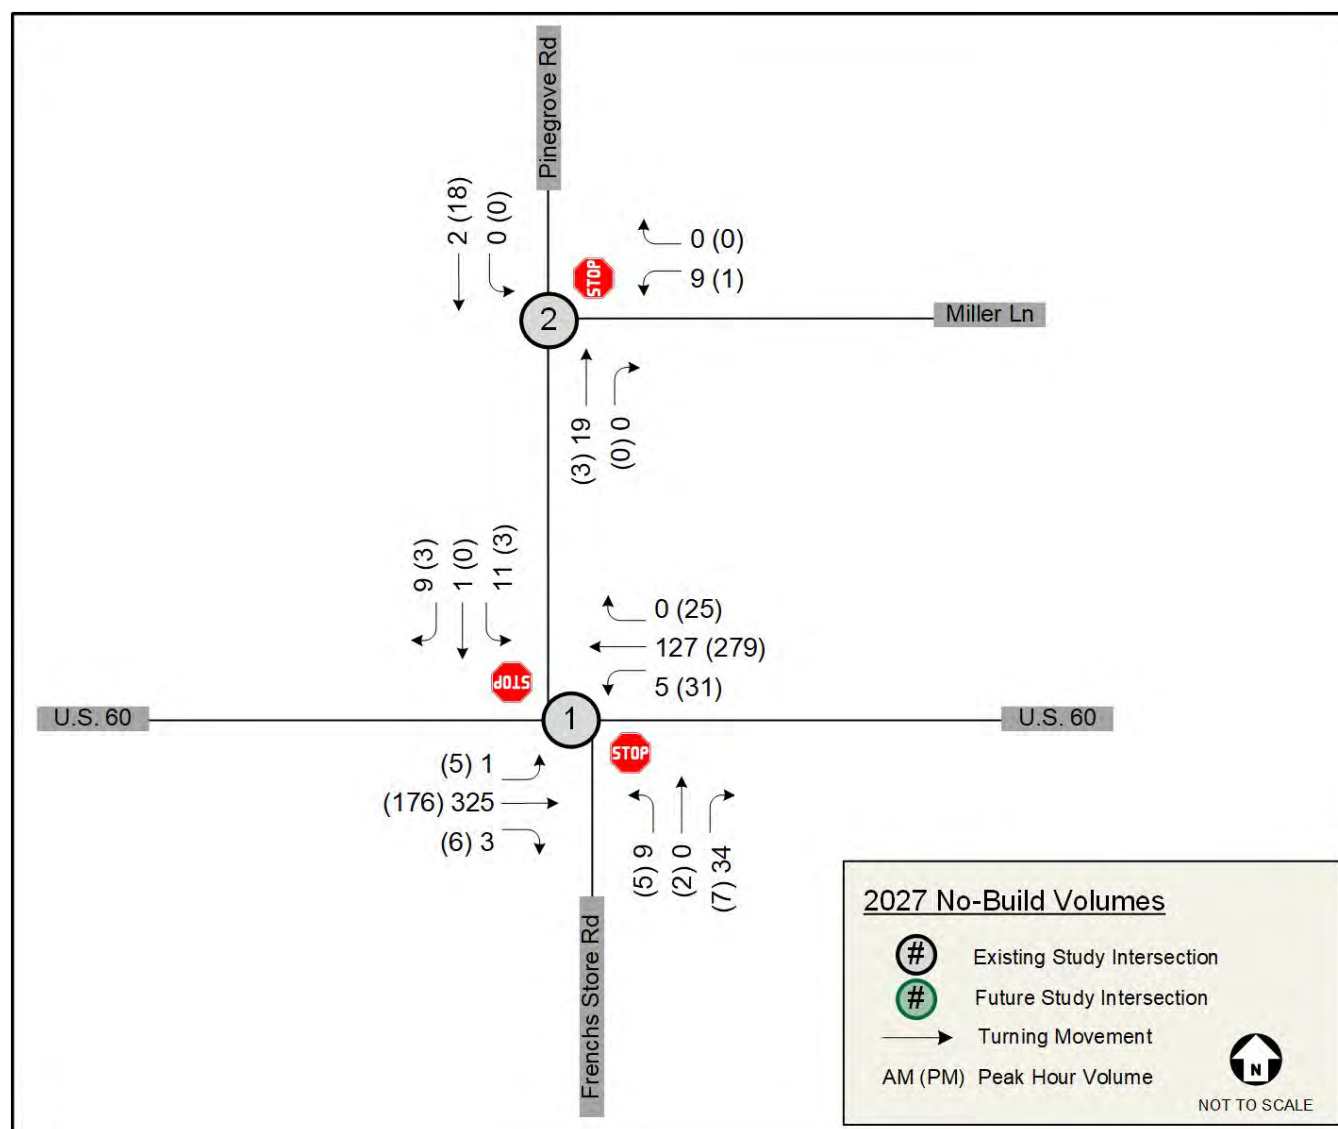 Pinegrove Rd
2 (18)
0 (0)
STOP
0 (0)
9 (1)
2
Miller Ln
(3) 19
(0) 0
9 (3)
1 (0)
11 (3)
0 (25)
127 (279)
5 (31)
STOP
U.S. 60
1
U.S. 60
STOP
(5) 1
(176) 325
(6) 3
(5) 9
(2) 0
(7) 34
Frenchs Store Rd
2027 No-Build Volumes
# Existing Study Intersection
# Future Study Intersection
Turning Movement
AM (PM) Peak Hour Volume
N
NOT TO SCALE